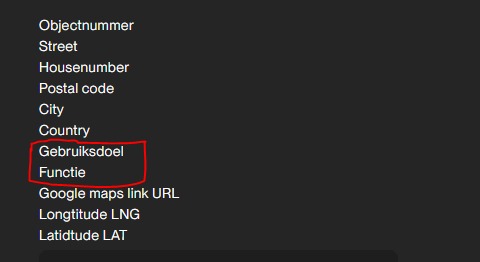 Objectnummer
Street
Housenumber
Postal code
City
Country
Gebruiksdoel
Functie
Google maps link URL
Longtitude LNG
Latidtude LAT